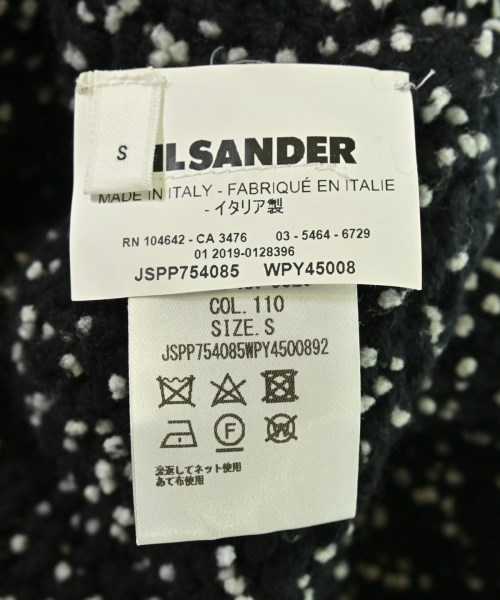 S
IL SANDER
MADE IN ITALY - FABRIQUÉ EN ITALIE
- イタリア製
RN 104642 - CA 3476 03 - 5464 - 6729
01 2019-0128396
JSPP754085 WPY45008
COL. 110
SIZE. S
JSPP754085WPY4500892
F
W
裏返してネット使用
あて布使用